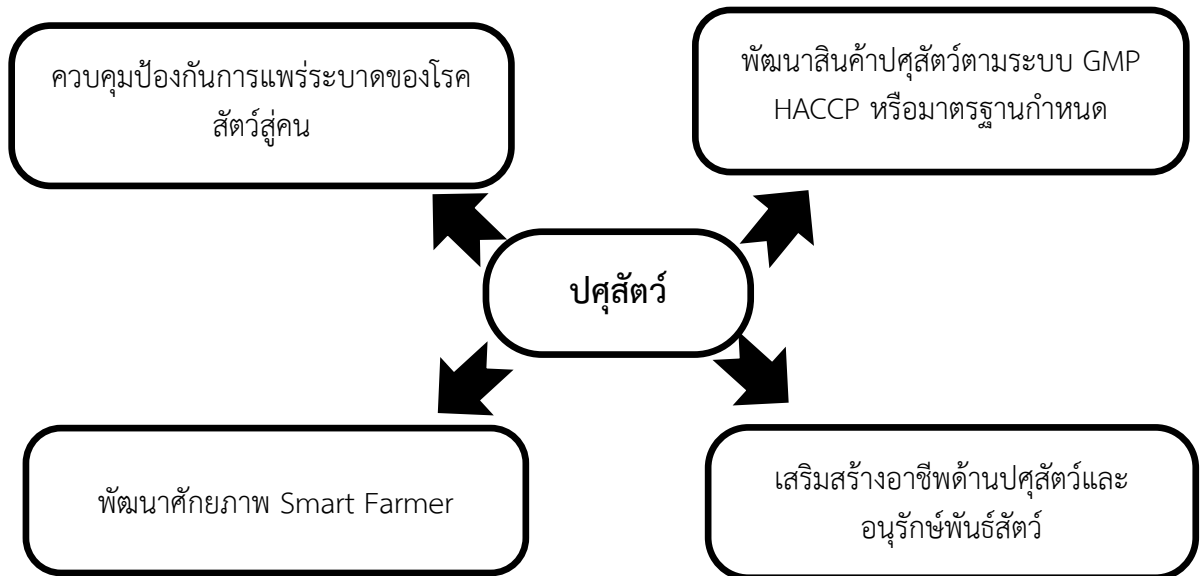 ควบคุมป้องกันการแพร่ระบาดของโรค
สัตว์สู่คน
พัฒนาสินค้าปศุสัตว์ตามระบบ GMP
HACCP หรือมาตรฐานกำหนด
ปศุสัตว์
พัฒนาศักยภาพ Smart Farmer
เสริมสร้างอาชีพด้านปศุสัตว์และ
อนุรักษ์พันธ์สัตว์